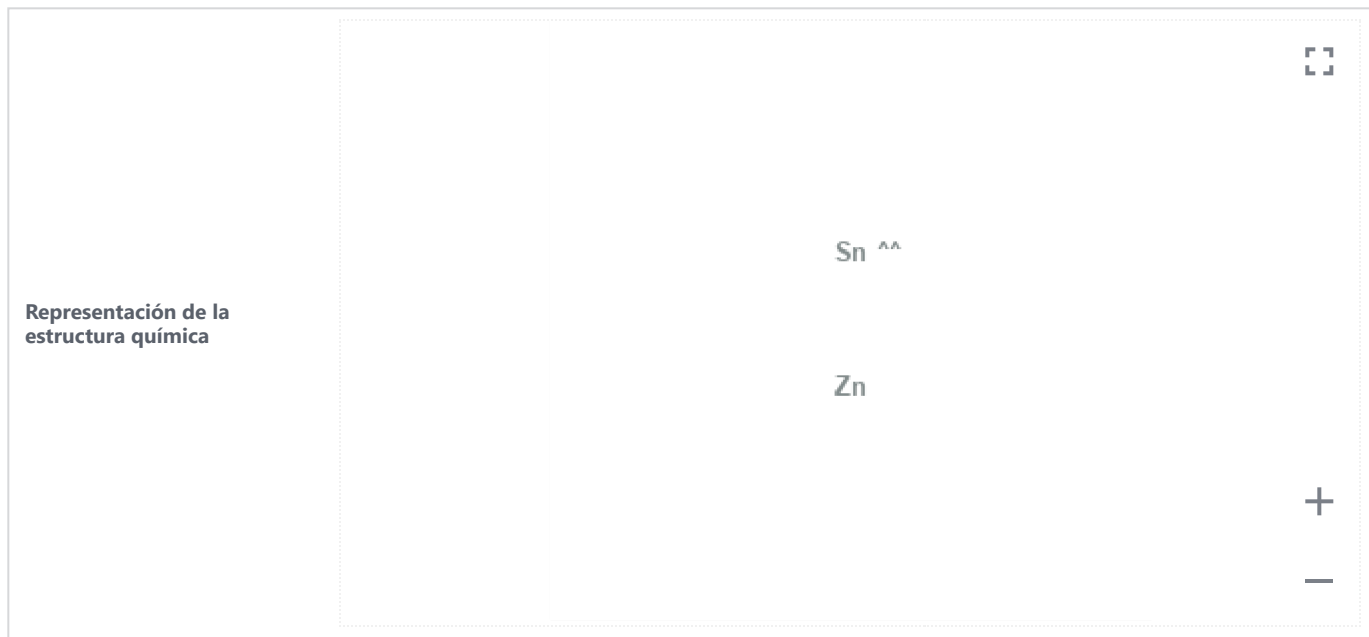 Representación de la
estructura química
Sn ^^
Zn